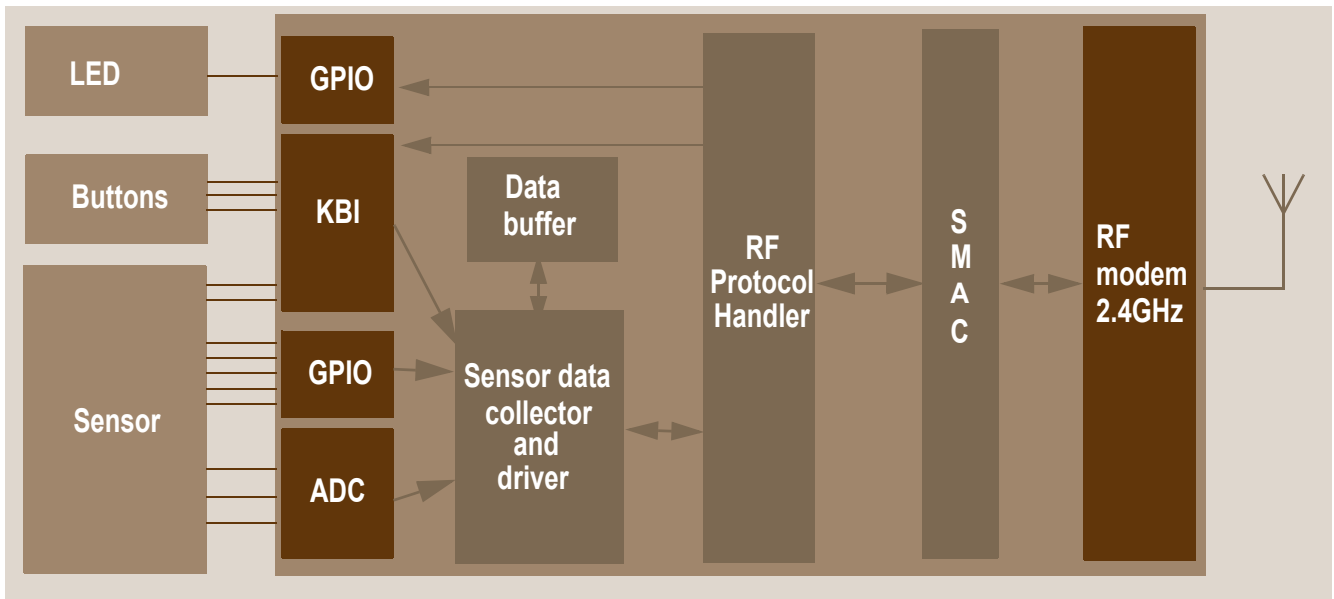 LED
GPIO
Buttons
KBI
Data
buffer
Sensor
GPIO
ADC
Sensor data
collector
and
driver
RF
Protocol
Handler
S
M
A
C
RF
modem
2.4GHz